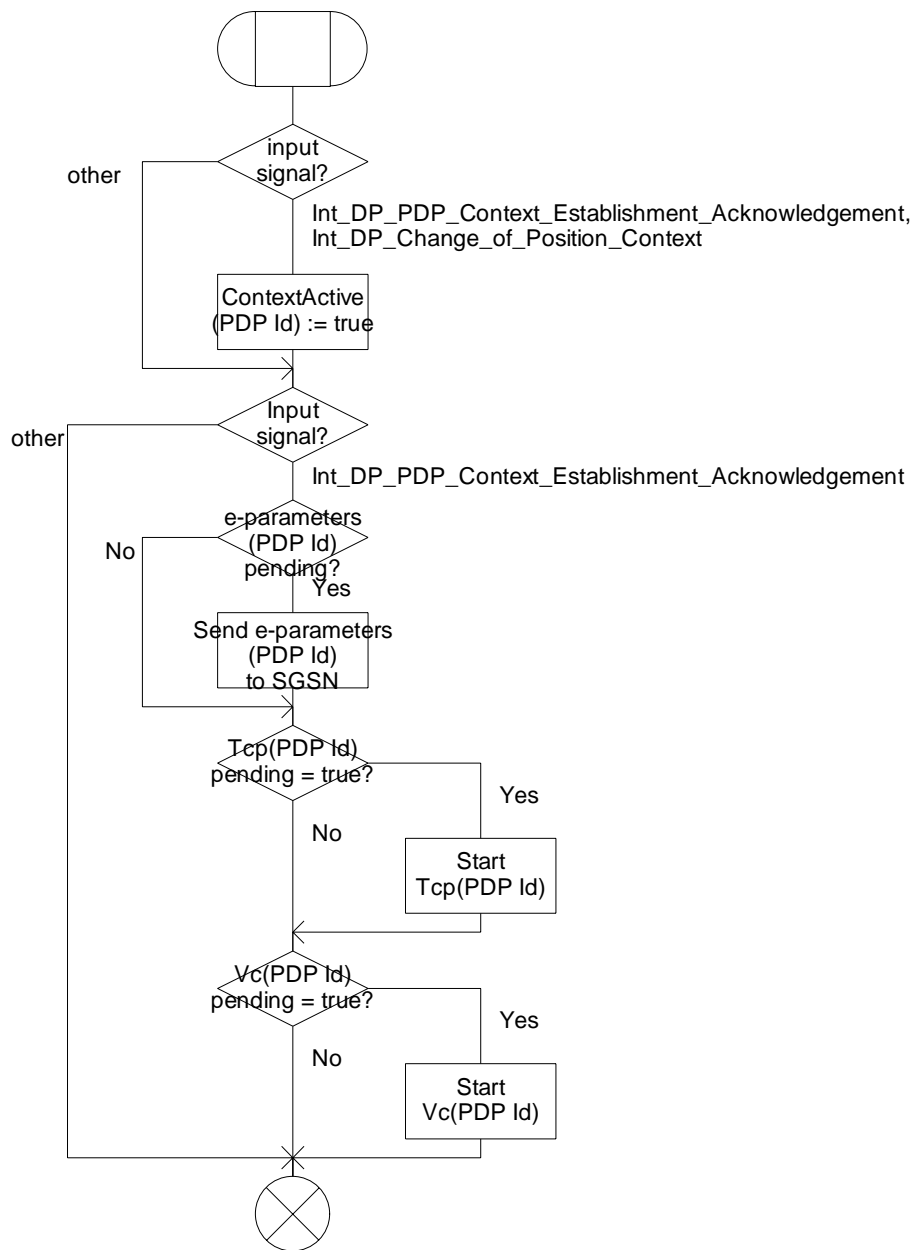 input
signal?
other
Int_DP_PDP_Context_Establishment_Acknowledgement,
Int_DP_Change_of_Position_Context
ContextActive
(PDP Id) := true
Input
signal?
other
Int_DP_PDP_Context_Establishment_Acknowledgement
e-parameters
(PDP Id)
pending?
No
Yes
Send e-parameters
(PDP Id)
to SGSN
Tcp(PDP Id)
pending = true?
Yes
No
Start
Tcp(PDP Id)
Vc(PDP Id)
pending = true?
Yes
No
Start
Vc(PDP Id)